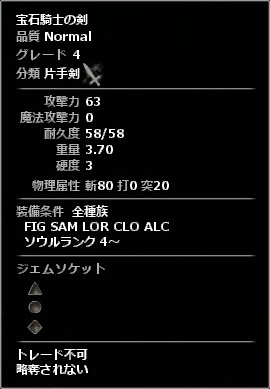 宝石騎士の剣
品質 Normal
グレード 4
分類 片手剣
攻撃力 63
魔法攻撃力 0
耐久度 58/58
重量 3.70
硬度 3
物理属性 斬80 打0 突20
装備条件 全種族
FIG SAM LOR CLO ALC
ソウルランク 4～
ジェムソケット
トレード不可
略奪されない